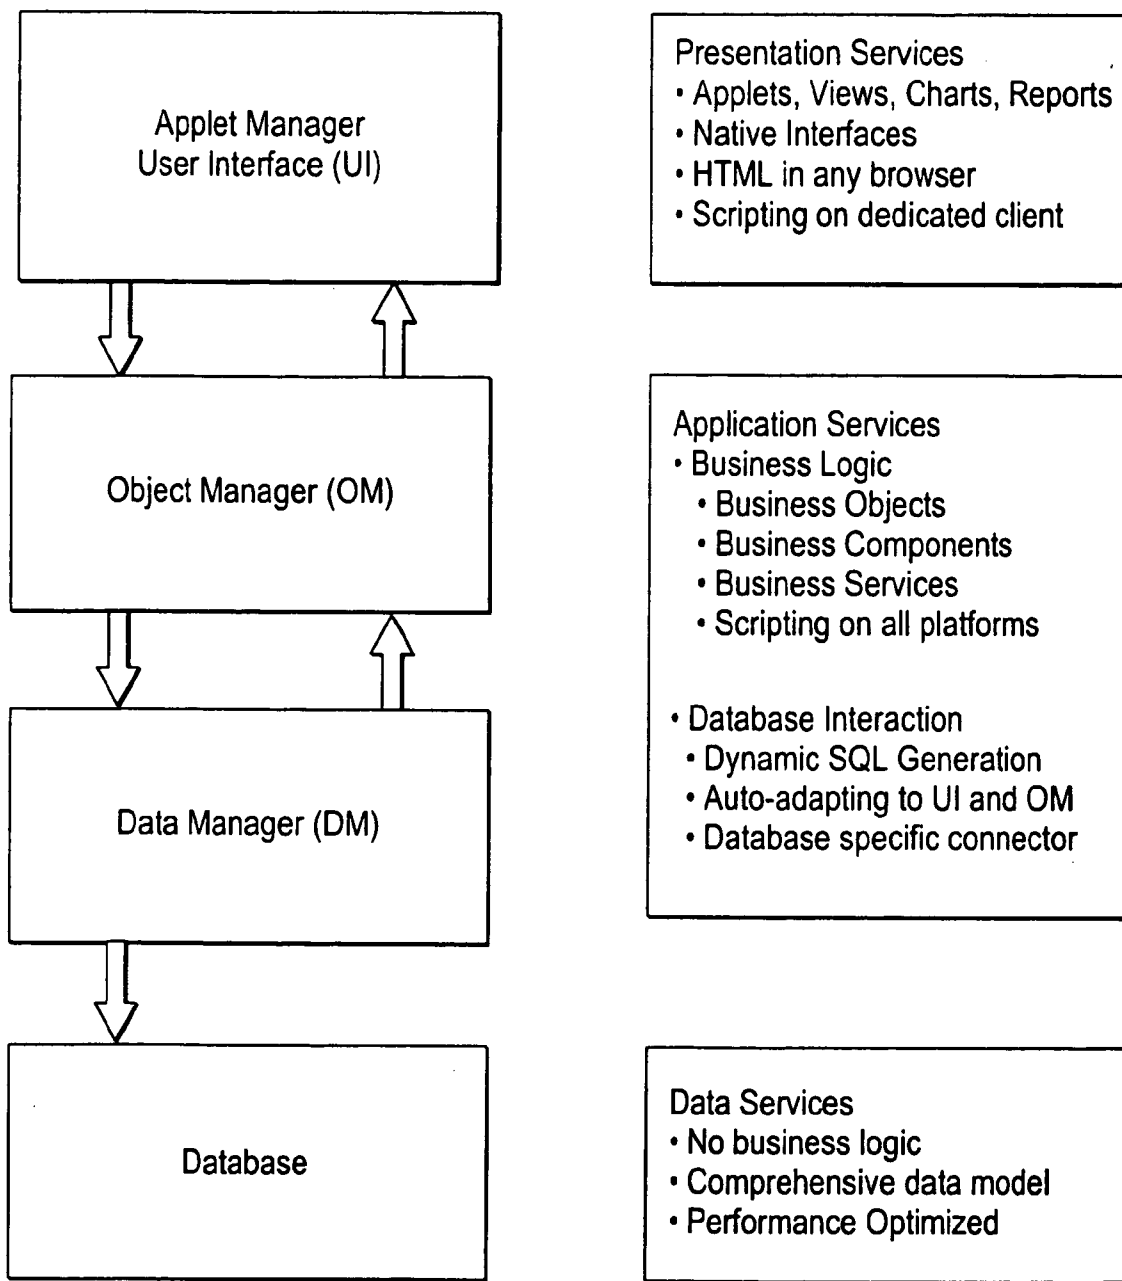 Applet Manager
User Interface (UI)
Presentation Services
• Applets, Views, Charts, Reports
• Native Interfaces
• HTML in any browser
• Scripting on dedicated client
Object Manager (OM)
Application Services
• Business Logic
• Business Objects
• Business Components
• Business Services
• Scripting on all platforms
• Database Interaction
• Dynamic SQL Generation
• Auto-adapting to UI and OM
• Database specific connector
Data Manager (DM)
Database
Data Services
• No business logic
• Comprehensive data model
• Performance Optimized